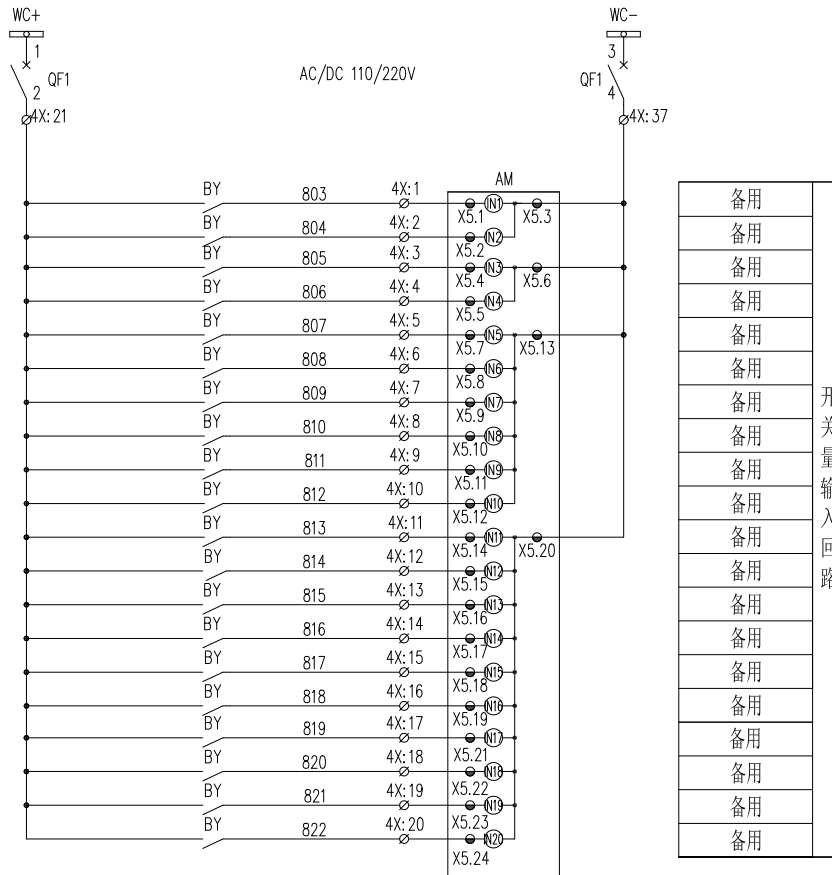 WC+
WC-
1
3
QF1
2
QF1
4
AC/DC 110/220V
4X:21
4X:37
AM
BY 803 4X:1 X5.1 IN1 X5.3 备用
BY 804 4X:2 X5.2 IN2 备用
BY 805 4X:3 X5.4 IN3 X5.6 备用
BY 806 4X:4 X5.5 IN4 备用
BY 807 4X:5 X5.7 IN5 X5.13 备用
BY 808 4X:6 X5.8 IN6 备用
BY 809 4X:7 X5.9 IN7 备用
BY 810 4X:8 X5.10 IN8 备用
BY 811 4X:9 X5.11 IN9 备用
BY 812 4X:10 X5.12 IN10 备用
BY 813 4X:11 X5.14 IN11 X5.20 备用
BY 814 4X:12 X5.15 IN12 备用
BY 815 4X:13 X5.16 IN13 备用
BY 816 4X:14 X5.17 IN14 备用
BY 817 4X:15 X5.18 IN15 备用
BY 818 4X:16 X5.19 IN16 备用
BY 819 4X:17 X5.21 IN17 备用
BY 820 4X:18 X5.22 IN18 备用
BY 821 4X:19 X5.23 IN19 备用
BY 822 4X:20 X5.24 IN20 备用
开
关
量
输
入
回
路